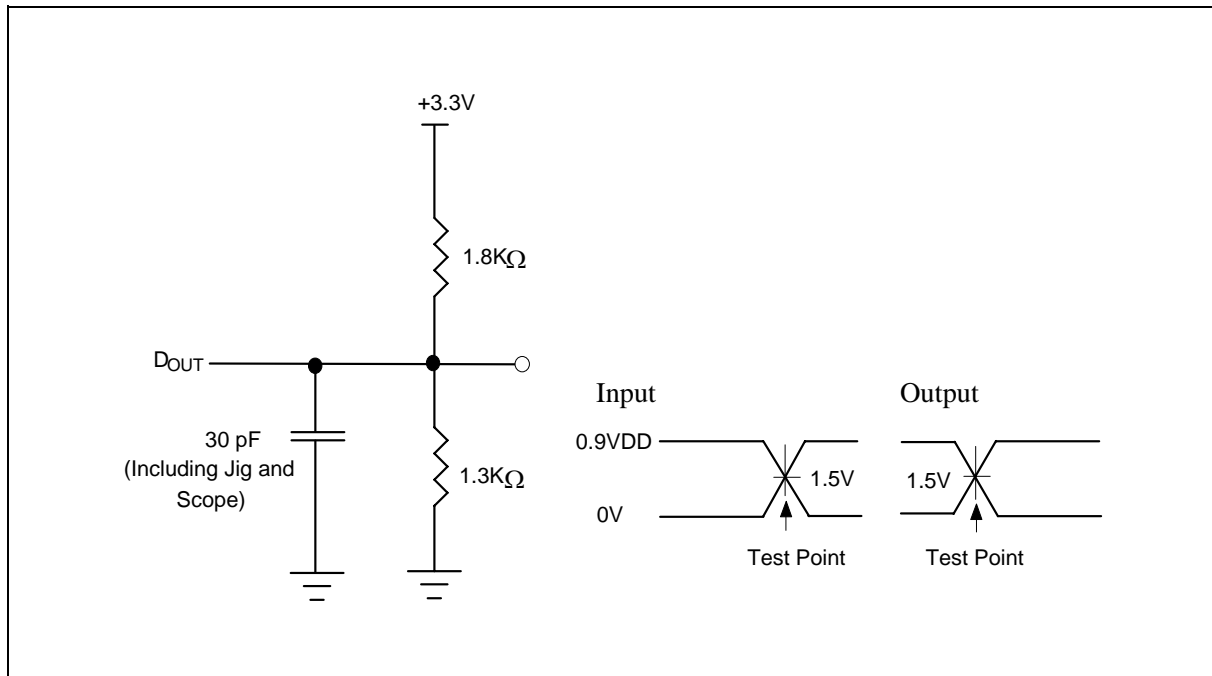 +3.3V
1.8KΩ
DOUT
30 pF
(Including Jig and
Scope)
1.3KΩ
Input
Output
0.9VDD
1.5V
1.5V
0V
Test Point
Test Point